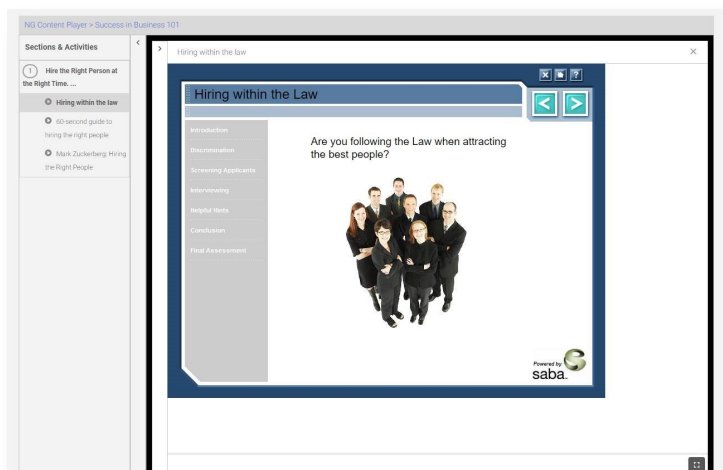 NG Content Player > Success in Business 101
Sections & Activities
<
>
Hiring within the law
×
1
Hire the Right Person at
the Right Time. ...
Hiring within the law
60-second guide to
hiring the right people
Mark Zuckerberg: Hiring
the Right People
X
?
Hiring within the Law
<
>
Introduction
Discrimination
Screening Applicants
Interviewing
Helpful Hints
Conclusion
Final Assessment
Are you following the Law when attracting
the best people?
Powered by
saba